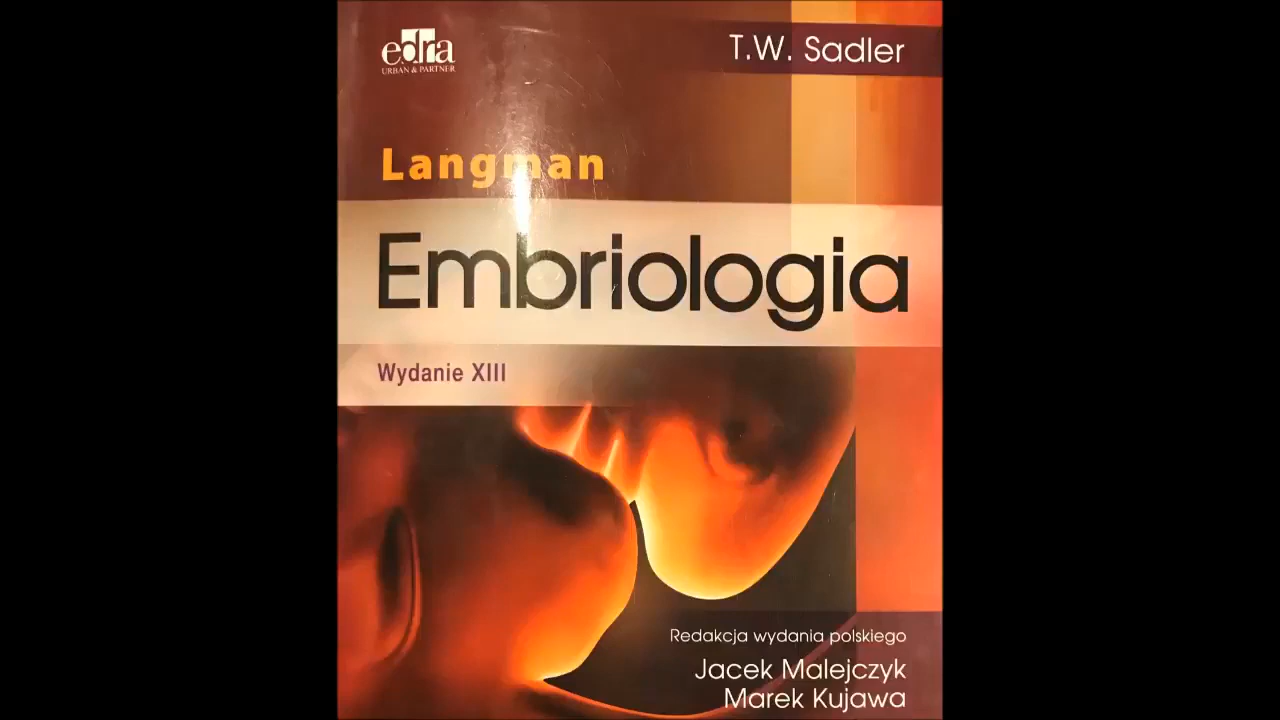 edra
URBAN & PARTNER
T.W. Sadler
Langman
Embriologia
Wydanie XIII
Redakcja wydania polskiego
Jacek Malejczyk
Marek Kujawa